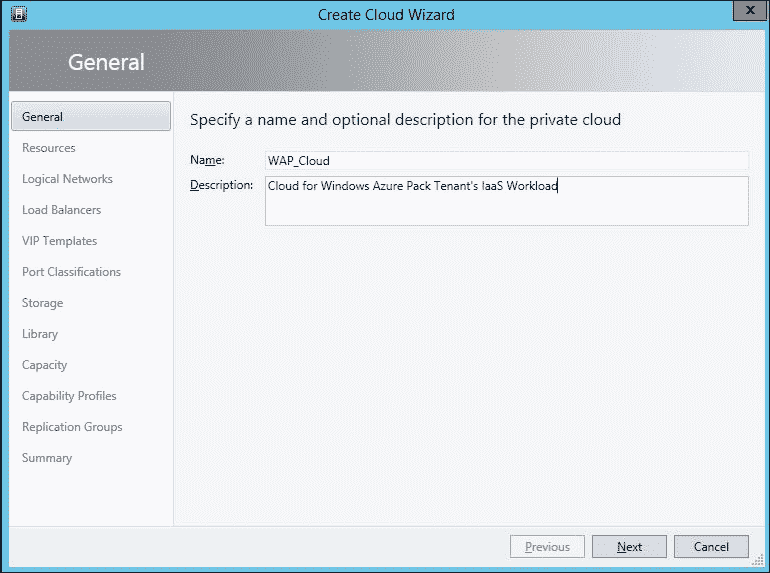 Create Cloud Wizard
X
General
General
Resources
Logical Networks
Load Balancers
VIP Templates
Port Classifications
Storage
Library
Capacity
Capability Profiles
Replication Groups
Summary
Specify a name and optional description for the private cloud
Name: WAP_Cloud
Description: Cloud for Windows Azure Pack Tenant's IaaS Workload
Previous Next Cancel